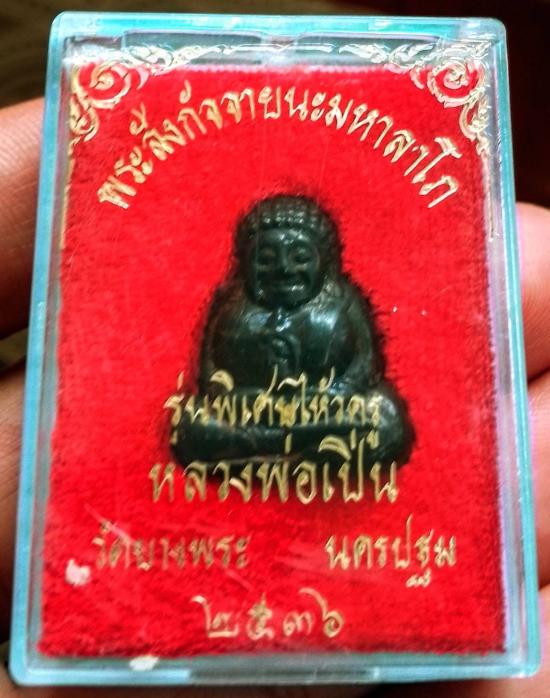 พระสังกัจจายนะมหาลาโภ
รุ่นพิเศษไหว้ครู
หลวงพ่อเปิ่น
วัดบางพระ นครปฐม
๒๕๓๖